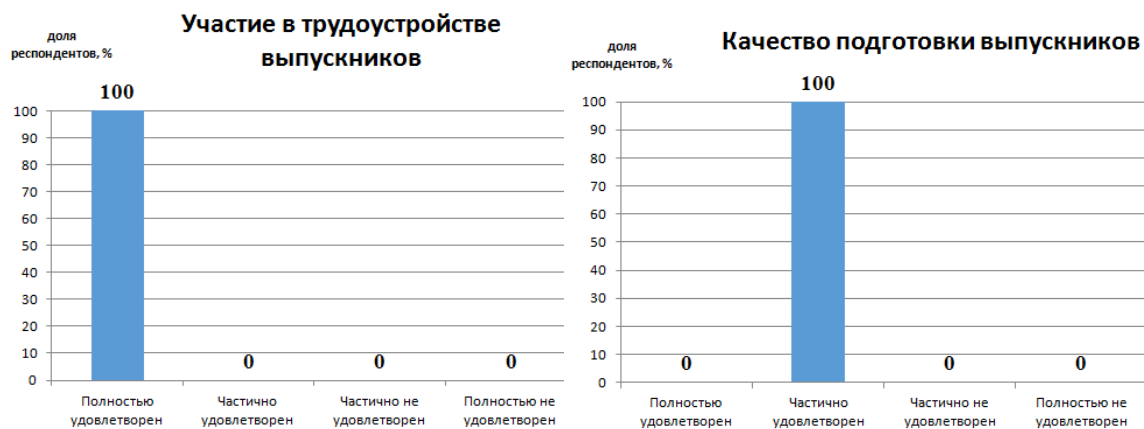 Участие в трудоустройстве
выпускников
доля
респондентов, %
100
100
90
80
70
60
50
40
30
20
10
0
0
0
0
Полностью
удовлетворен
Частично
удовлетворен
Частично не
удовлетворен
Полностью не
удовлетворен
Качество подготовки выпускников
доля
респондентов, %
100
100
90
80
70
60
50
40
30
20
10
0
0
0
0
Полностью
удовлетворен
Частично
удовлетворен
Частично не
удовлетворен
Полностью не
удовлетворен